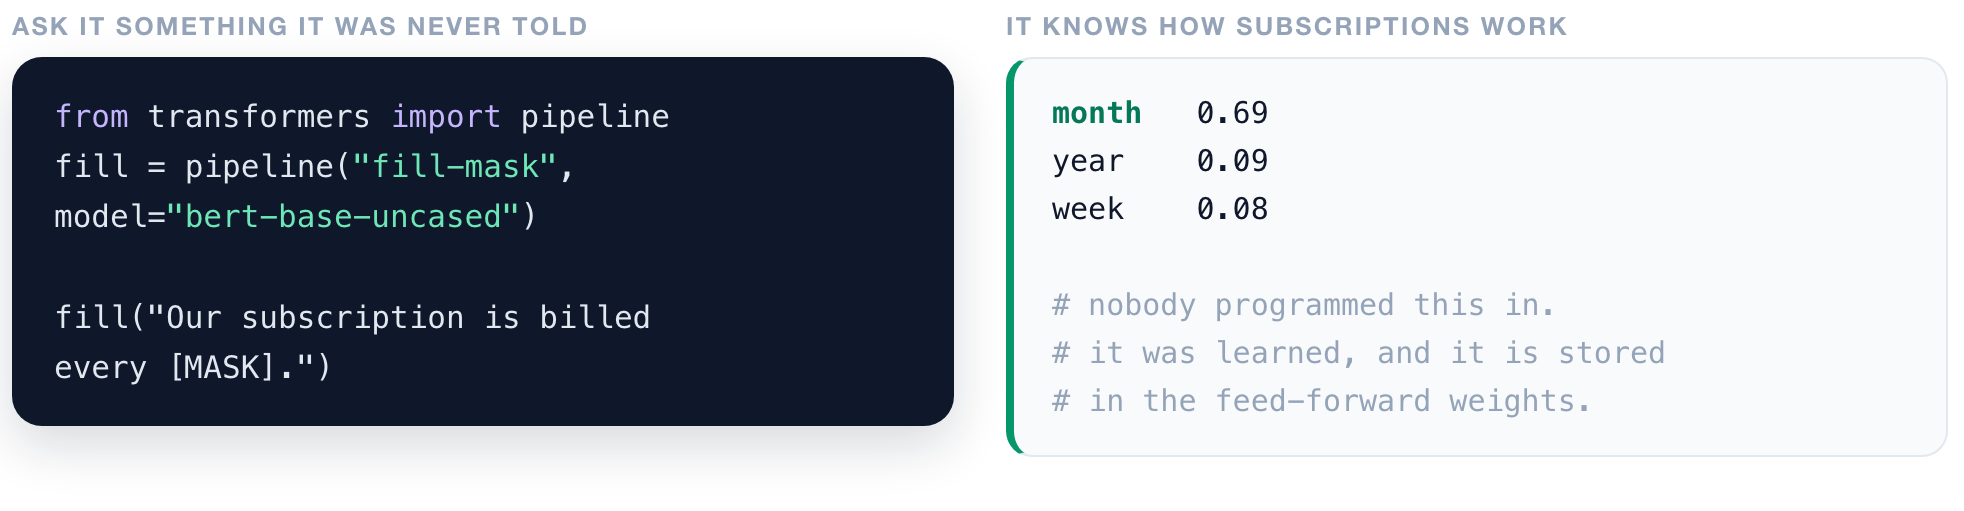 ASK IT SOMETHING IT WAS NEVER TOLD
from transformers import pipeline
fill = pipeline("fill-mask",
model="bert-base-uncased")
fill("Our subscription is billed
every [MASK].")
IT KNOWS HOW SUBSCRIPTIONS WORK
month 0.69
year 0.09
week 0.08
# nobody programmed this in.
# it was learned, and it is stored
# in the feed-forward weights.